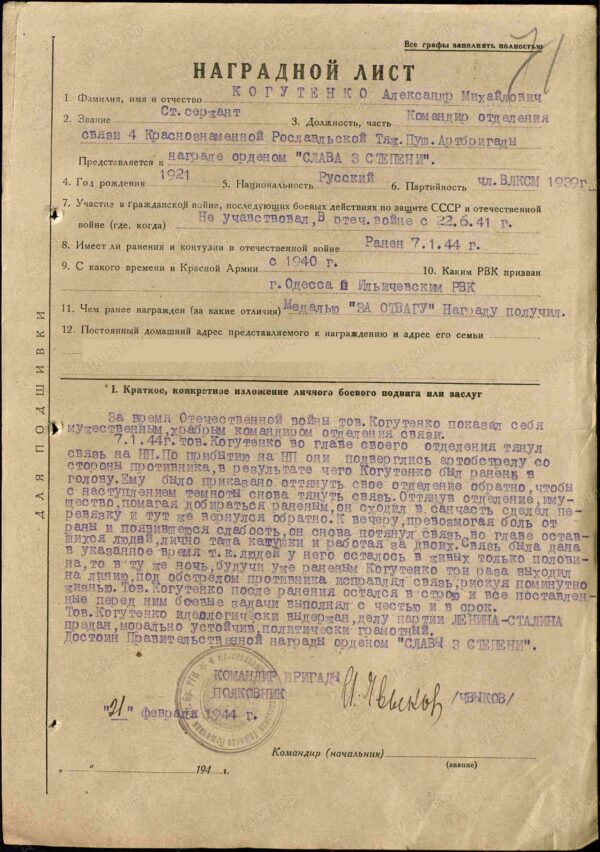 Все графы заполнять полностью
71
НАГРАДНОЙ ЛИСТ
1. Фамилия, имя и отчество КОГУТЕНКО Александр Михайлович
2. Звание Ст.сержант 3. Должность, часть Командир отделения
связи 4 Краснознаменной Рославльской Тяж.Пуш.Артбригады
Представляется к награде орденом "СЛАВА 3 СТЕПЕНИ".
4. Год рождения 1921 5. Национальность Русский 6. Партийность чл.ВЛКСМ 1939г
7. Участие в гражданской войне, последующих боевых действиях по защите СССР и отечественной
войне (где, когда) Не учавствовал, В отеч.войне с 22.6.41 г.
8. Имеет ли ранения и контузии в отечественной войне Ранен 7.1.44 г.
9. С какого времени в Красной Армии с 1940 г. 10. Каким РВК призван
г.Одесса Ильичевским РВК
11. Чем ранее награжден (за какие отличия) Медалью "ЗА ОТВАГУ" Награду получил.
12. Постоянный домашний адрес представляемого к награждению и адрес его семьи
ДЛЯ ПОДШИВКИ
I. Краткое, конкретное изложение личного боевого подвига или заслуг
За время Отечественной войны тов.Когутенко показал себя
мужественным, храбрым командиром отделения связи.
7.1.44г.тов.Когутенко во главе своего отделения тянул
связь на НП.По прибытию на НП они подверглись артобстрелу со
стороны противника,в результате чего Когутенко был ранен в
голову.Ему было приказано оттянуть свое отделение обратно,чтобы
с наступлением темноты снова тянуть связь.Оттянув отделение,иму-
щество,помагая добираться раненым,он сходил в санчасть сделал пе-
ревязку и тут же вернулся обратно.К вечеру,превозмогая боль от
раны и появившеюся слабость,он снова потянул связь во главе остав-
шихся людей,лично таща катушки и работая за двоих.Связь была дана
в указанное время т.к.людей у него осталось в живых только полови-
на,то в ту же ночь,будучи уже раненым Когутенко три раза выходил
на линию,под обстрелом противника исправлял связь,рискуя поминутно
жизнью.Тов.Когутенко после ранения остался в строю и все поставлен-
ные перед ним боевые задачи выполнял с честью и в срок.
Тов.Когутенко идеологически выдержан,делу партии ЛЕНИНА-СТАЛИНА
предан,морально устойчив,политически грамотный.
Достоин Правительственной награды орденом "СЛАВЫ 3 СТЕПЕНИ".
КОМАНДИР БРИГАДЫ
ПОЛКОВНИК /ЧВЫКОВ/
"21" февраля 1944 г.
Командир (начальник)
(звание)
" " 194 г.